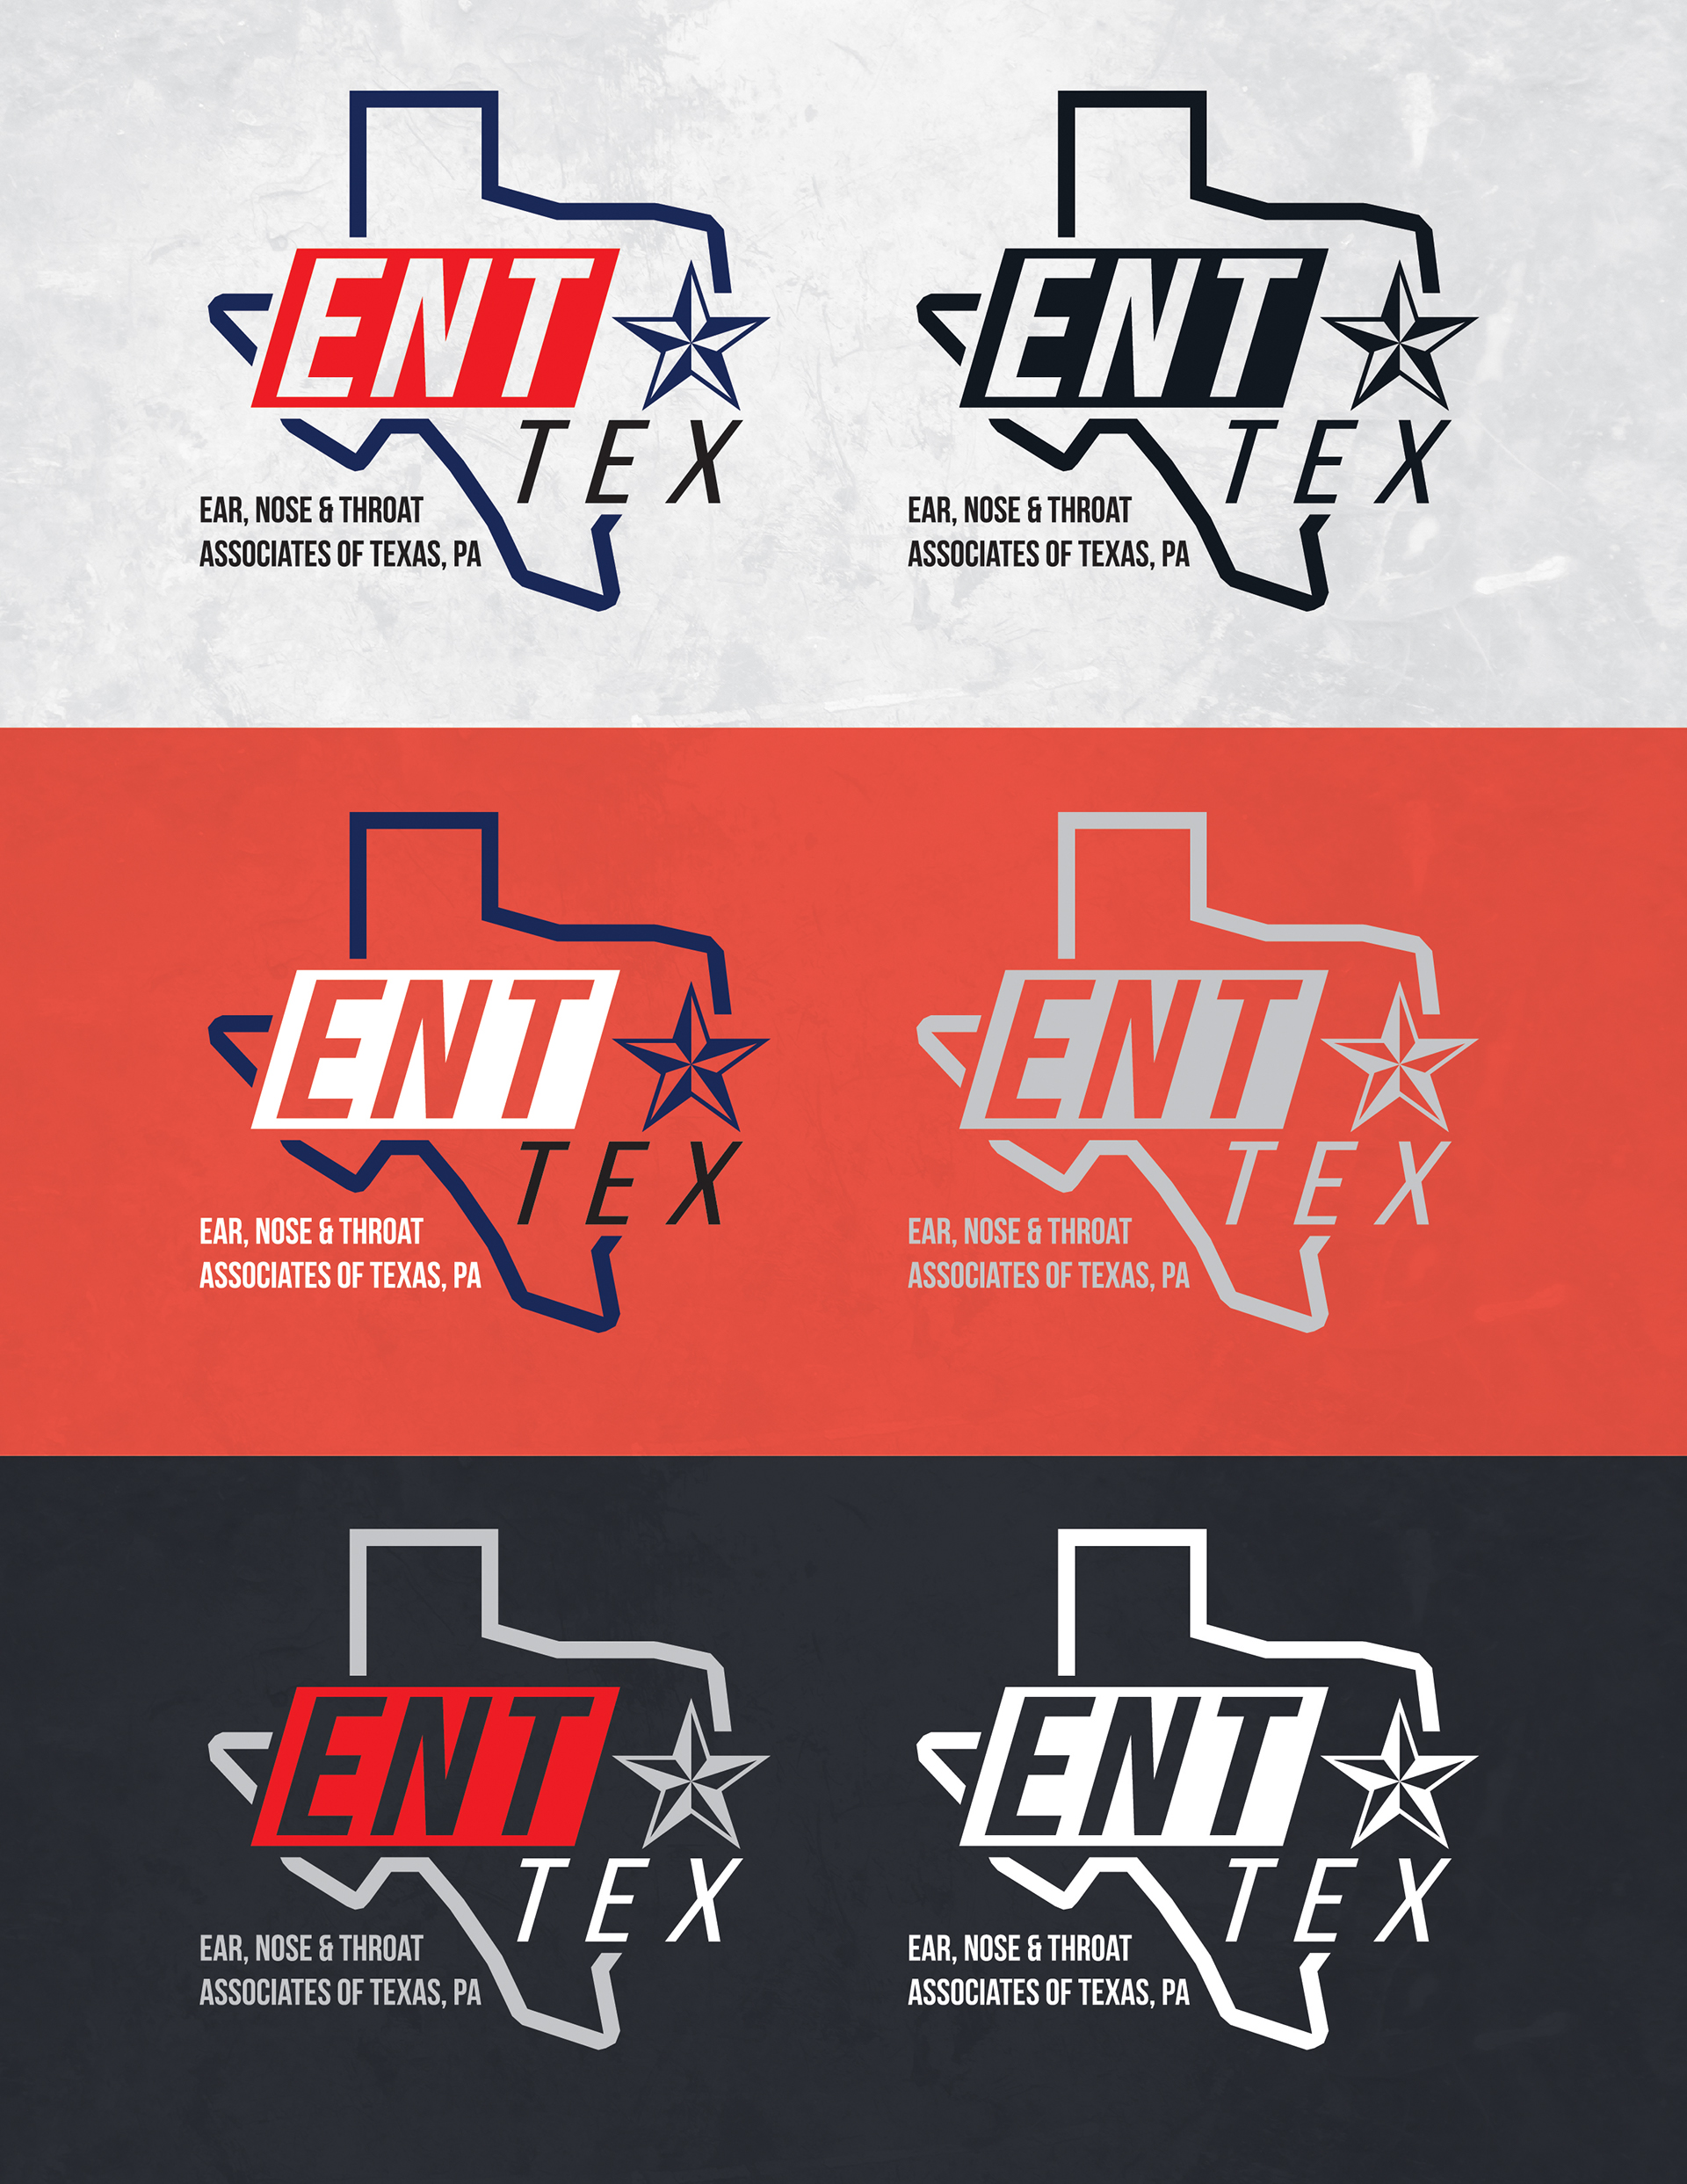 ENT
TEX
EAR, NOSE & THROAT
ASSOCIATES OF TEXAS, PA
ENT
TEX
EAR, NOSE & THROAT
ASSOCIATES OF TEXAS, PA
ENT
TEX
EAR, NOSE & THROAT
ASSOCIATES OF TEXAS, PA
ENT
TEX
EAR, NOSE & THROAT
ASSOCIATES OF TEXAS, PA
ENT
TEX
EAR, NOSE & THROAT
ASSOCIATES OF TEXAS, PA
ENT
TEX
EAR, NOSE & THROAT
ASSOCIATES OF TEXAS, PA